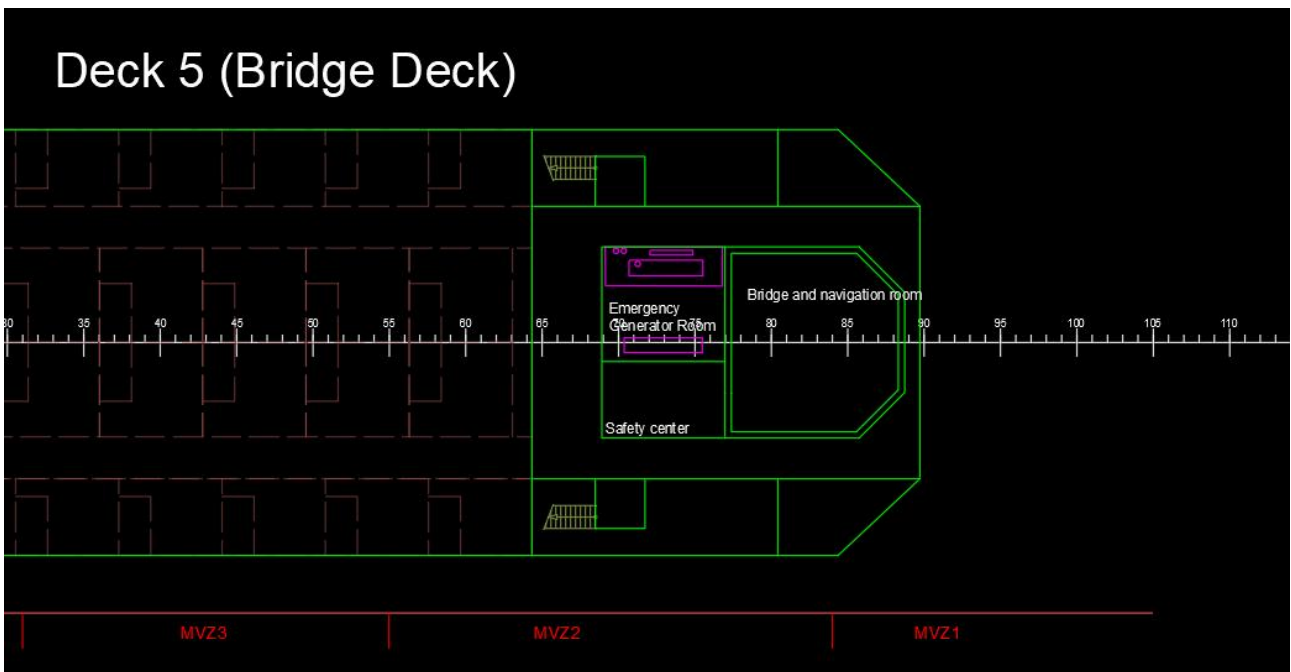 Deck 5 (Bridge Deck)
Bridge and navigation room
Emergency
Generator Room
30 35 40 45 50 55 60 65 70 75 80 85 90 95 100 105 110
Safety center
MVZ3 MVZ2 MVZ1